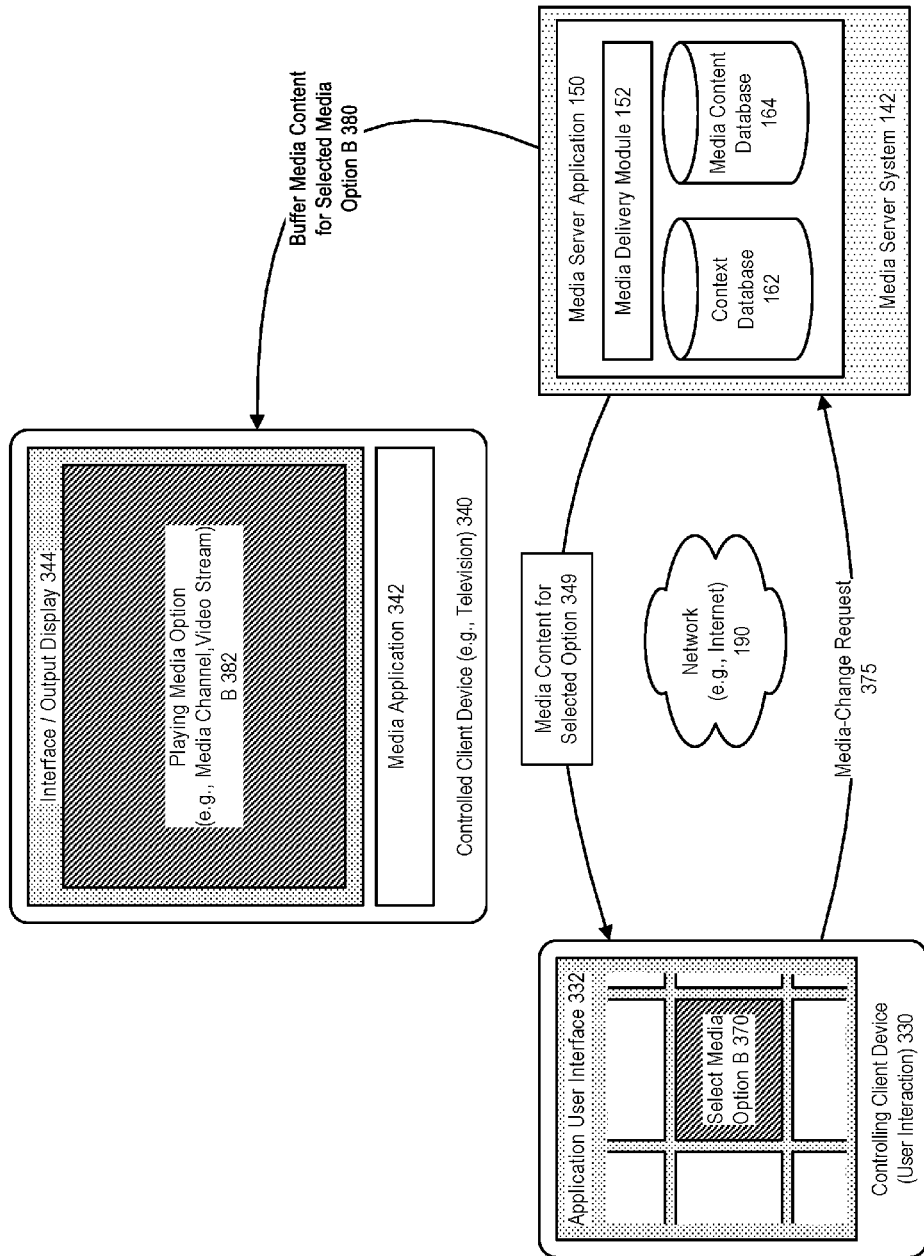 Interface / Output Display 344
Playing Media Option
(e.g., Media Channel,Video Stream)
B 382
Media Application 342
Controlled Client Device (e.g., Television) 340
Buffer Media Content
for Selected Media
Option B 380
Application User Interface 332
Select Media
Option B 370
Controlling Client Device
(User Interaction) 330
Media Content for
Selected Option 349
Network
(e.g., Internet)
190
Media-Change Request
375
Media Server Application 150
Media Delivery Module 152
Context
Database
162
Media Content
Database
164
Media Server System 142